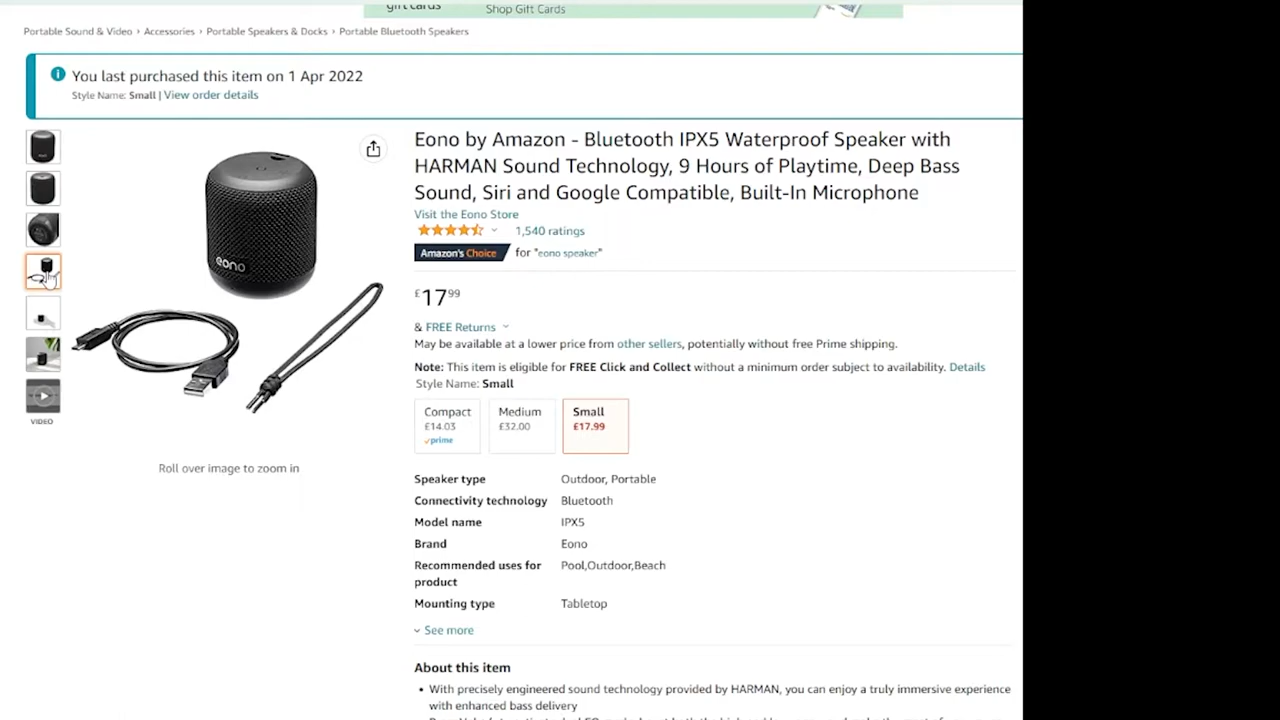 gift cards
Shop Gift Cards
Portable Sound & Video › Accessories › Portable Speakers & Docks › Portable Bluetooth Speakers
You last purchased this item on 1 Apr 2022
Style Name: Small | View order details
Eono by Amazon - Bluetooth IPX5 Waterproof Speaker with
HARMAN Sound Technology, 9 Hours of Playtime, Deep Bass
Sound, Siri and Google Compatible, Built-In Microphone
Visit the Eono Store
1,540 ratings
Amazon's Choice for "eono speaker"
eono
£17⁹⁹
& FREE Returns
May be available at a lower price from other sellers, potentially without free Prime shipping.
Note: This item is eligible for FREE Click and Collect without a minimum order subject to availability. Details
Style Name: Small
Compact Medium Small
£14.03 £32.00 £17.99
prime
VIDEO
Roll over image to zoom in
Speaker type Outdoor, Portable
Connectivity technology Bluetooth
Model name IPX5
Brand Eono
Recommended uses for Pool,Outdoor,Beach
product
Mounting type Tabletop
See more
About this item
• With precisely engineered sound technology provided by HARMAN, you can enjoy a truly immersive experience
with enhanced bass delivery